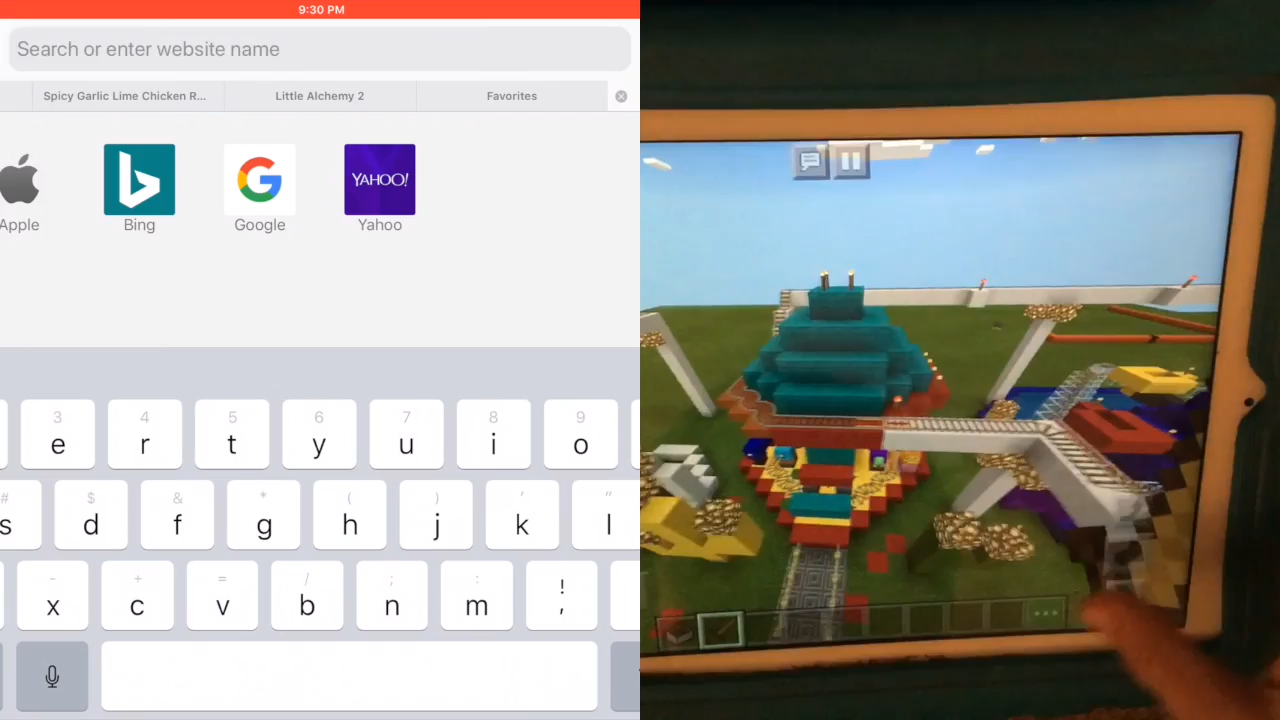 9:30 PM
Search or enter website name
Spicy Garlic Lime Chicken R...
Little Alchemy 2
Favorites
YAHOO!
Apple
Bing
Google
Yahoo
3 4 5 6 7 8 9
e r t y u i o
# $ & * ( ) ' "
s d f g h j k l
- + = / ; : !
x c v b n m ,